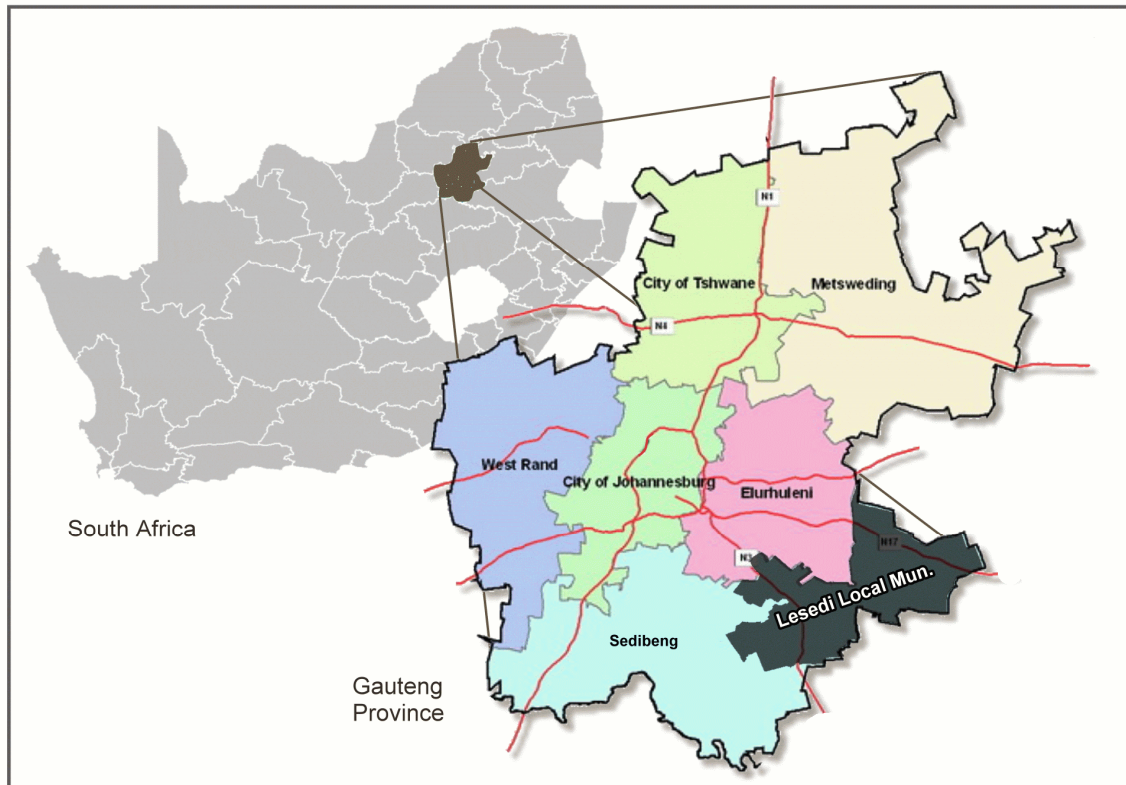 N1
City of Tshwane
Metsweding
N4
West Rand
City of Johannesburg
Elurhuleni
South Africa
N17
N3
Lesedi Local Mun.
Sedibeng
Gauteng
Province